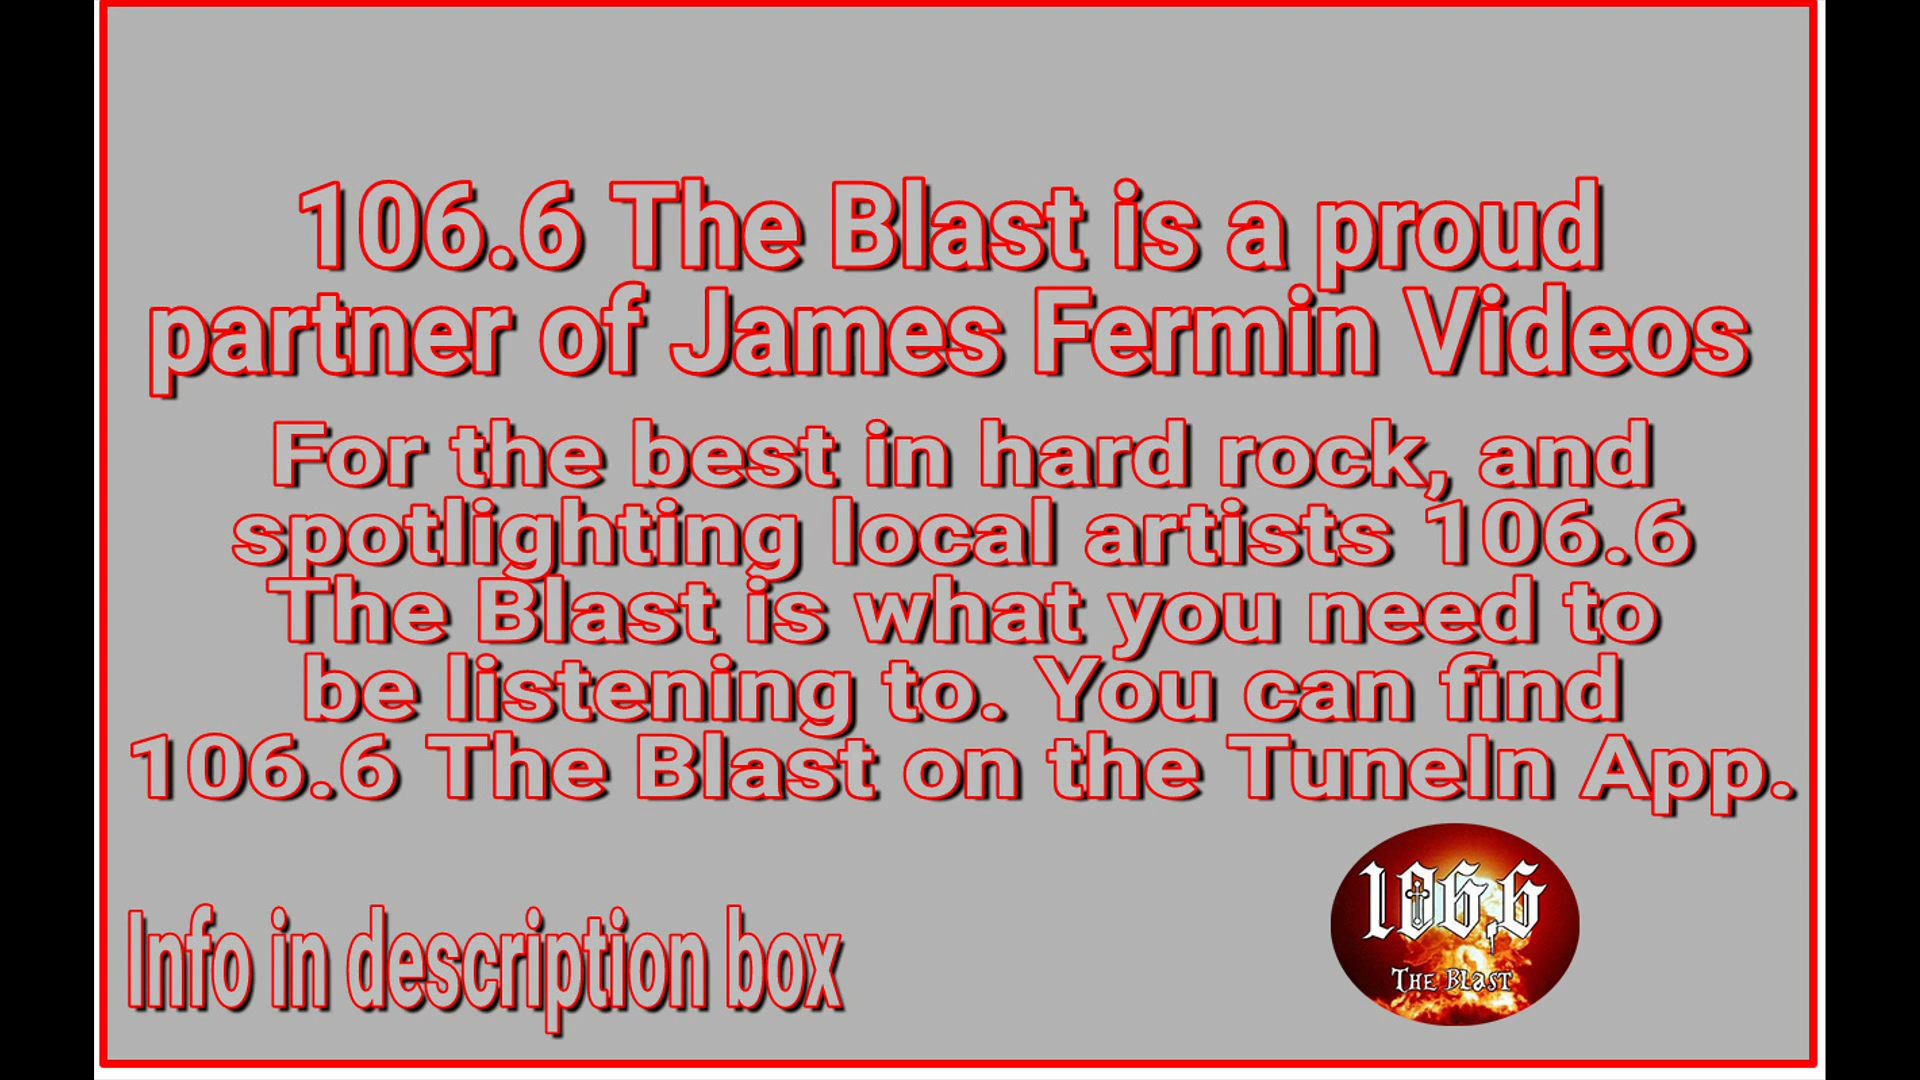 106.6 The Blast is a proud
partner of James Fermin Videos
For the best in hard rock, and
spotlighting local artists 106.6
The Blast is what you need to
be listening to. You can find
106.6 The Blast on the TuneIn App.
106.6
The Blast
Info in description box